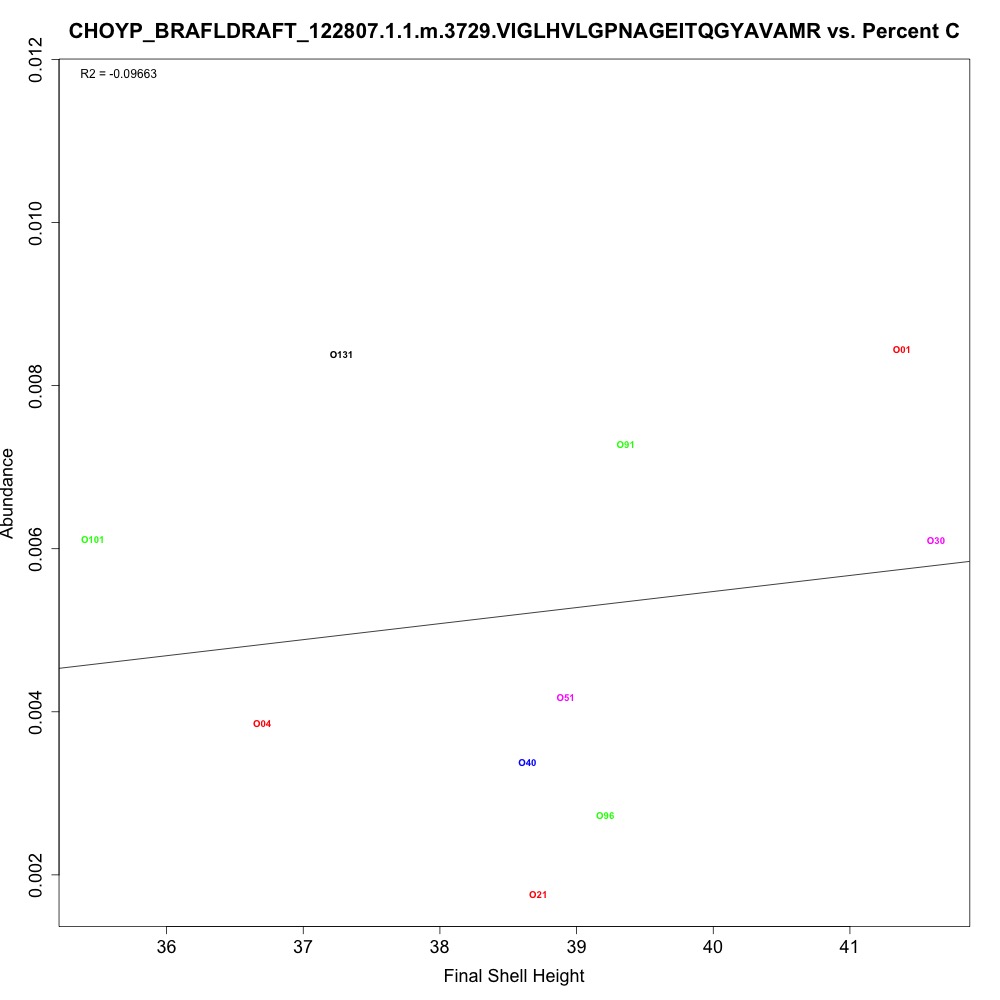 CHOYP_BRAFLDRAFT_122807.1.1.m.3729.VIGLHVLGPNAGEITQGYAVAMR vs. Percent C
R2 = -0.09663
0.012
0.010
0.008
0.006
0.004
0.002
Abundance
O131
O01
O91
O101
O30
O51
O04
O40
O96
O21
36 37 38 39 40 41
Final Shell Height